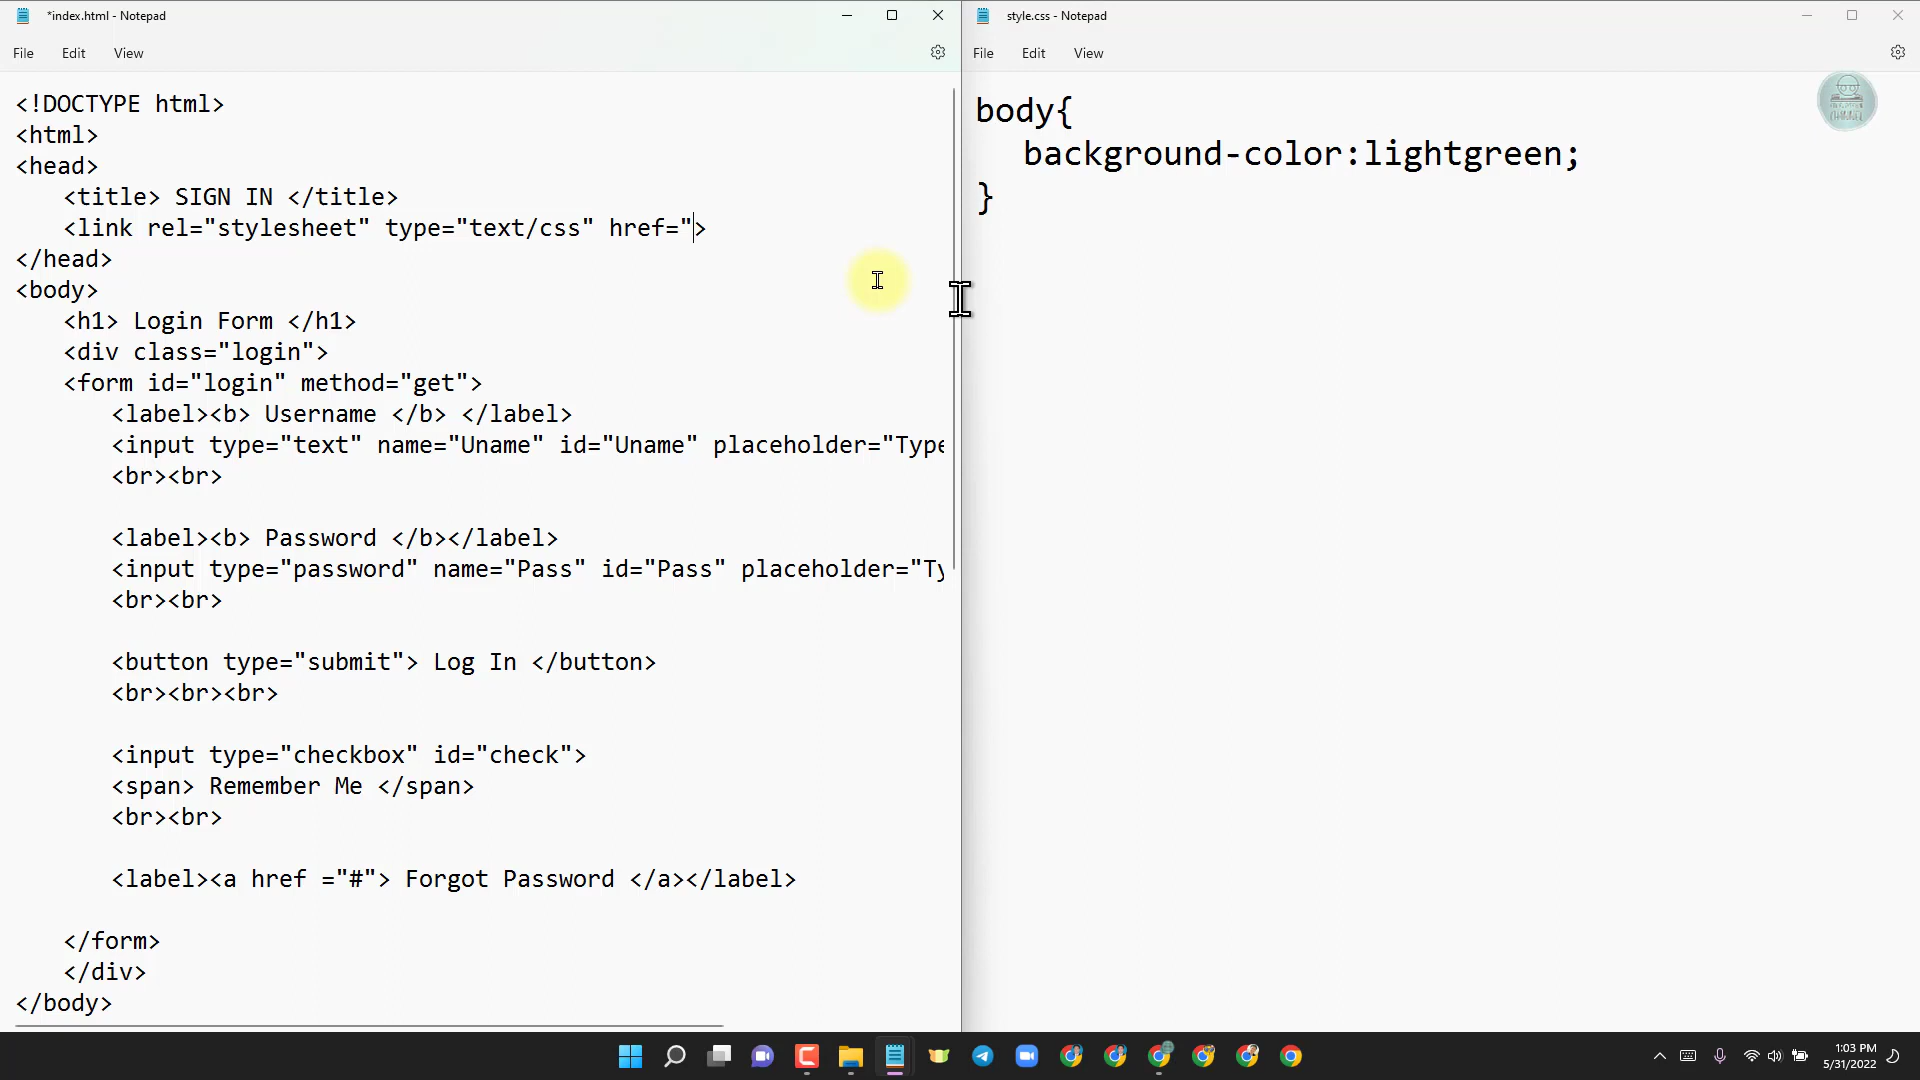 *index.html - Notepad
File Edit View
<!DOCTYPE html>
<html>
<head>
<title> SIGN IN </title>
<link rel="stylesheet" type="text/css" href=">
</head>
<body>
<h1> Login Form </h1>
<div class="login">
<form id="login" method="get">
<label><b> Username </b> </label>
<input type="text" name="Uname" id="Uname" placeholder="Type
<br><br>
<label><b> Password </b></label>
<input type="password" name="Pass" id="Pass" placeholder="Ty
<br><br>
<button type="submit"> Log In </button>
<br><br><br>
<input type="checkbox" id="check">
<span> Remember Me </span>
<br><br>
<label><a href ="#"> Forgot Password </a></label>
</form>
</div>
</body>
style.css - Notepad
File Edit View
body{
background-color:lightgreen;
}
CHANNEL
1:03 PM
5/31/2022